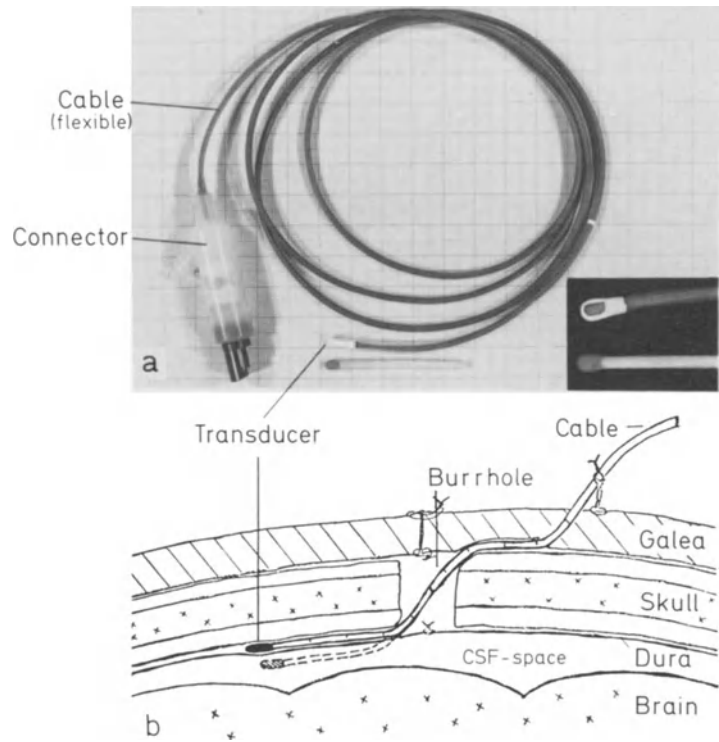 Cable
(flexible)
Connector
a
Transducer
Cable
Burrhole
Galea
Skull
Dura
CSF-space
Brain
b